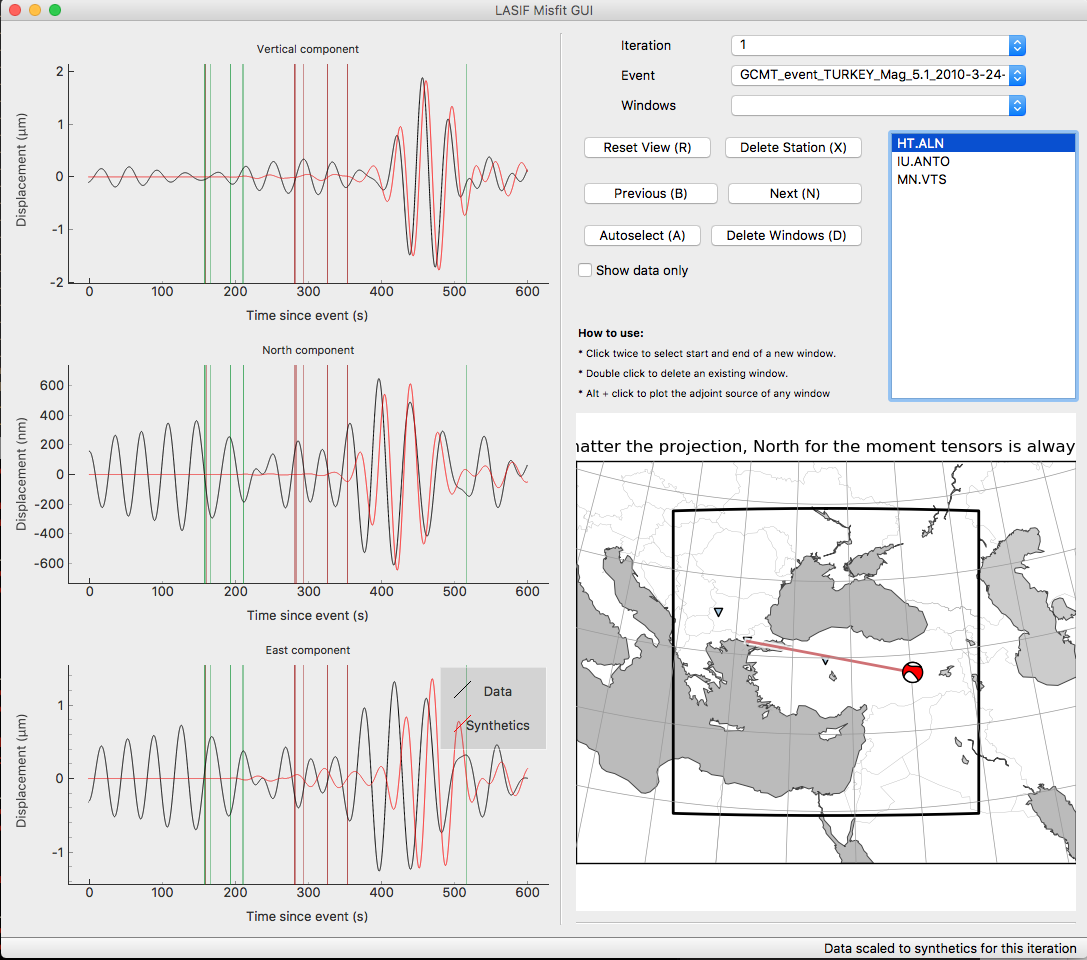 LASIF Misfit GUI
Vertical component
2
1
0
-1
-2
Displacement (µm)
0 100 200 300 400 500 600
Time since event (s)
North component
600
400
200
0
-200
-400
-600
Displacement (nm)
0 100 200 300 400 500 600
Time since event (s)
East component
1
0
-1
Displacement (µm)
Data
Synthetics
0 100 200 300 400 500 600
Time since event (s)
Iteration 1
Event GCMT_event_TURKEY_Mag_5.1_2010-3-24-
Windows
Reset View (R) Delete Station (X)
Previous (B) Next (N)
Autoselect (A) Delete Windows (D)
Show data only
HT.ALN
IU.ANTO
MN.VTS
How to use:
* Click twice to select start and end of a new window.
* Double click to delete an existing window.
* Alt + click to plot the adjoint source of any window
natter the projection, North for the moment tensors is alway
Data scaled to synthetics for this iteration